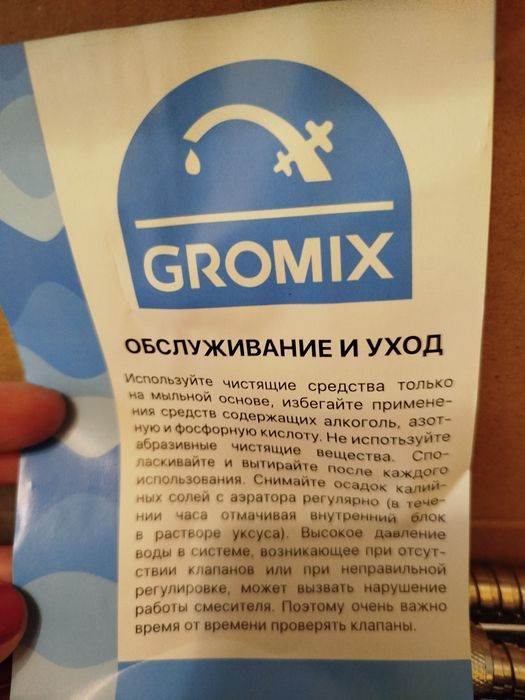 GROMIX
ОБСЛУЖИВАНИЕ И УХОД
Используйте чистящие средства только
на мыльной основе, избегайте примене-
ния средств содержащих алкоголь, азот-
ную и фосфорную кислоту. Не испотьзуйте
абразивные чистящие вещества. Спо-
ласкивайте и вытирайте после каждого
использования. Снимайте осадок калий-
ных солей с аэратора регулярно (в тече-
нии часа отмачивая внутренний блок
в растворе уксуса). Высокое давление
воды в системе, возникающее при отсут-
ствии клапанов или при неправильной
регулировке, может вызвать нарушение
работы смесителя. Поэтому очень важно
время от времени проверять клапаны.